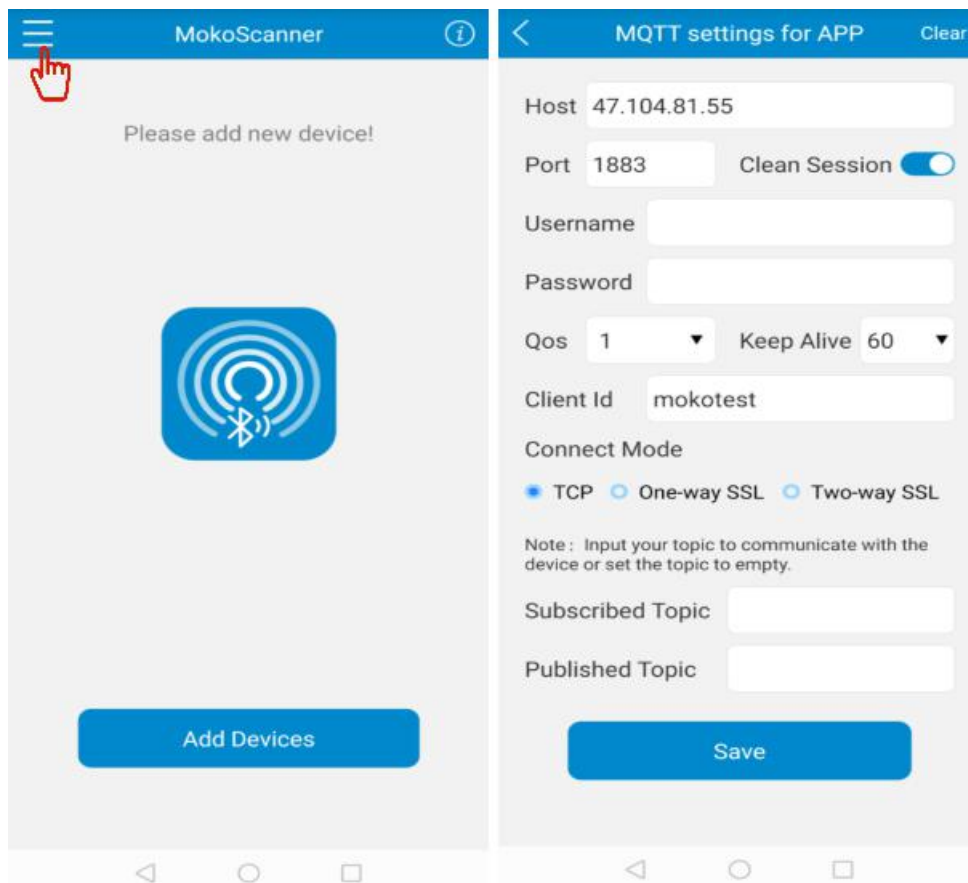 MokoScanner
Please add new device!
Add Devices
MQTT settings for APP Clear
Host 47.104.81.55
Port 1883 Clean Session
Username
Password
Qos 1 Keep Alive 60
Client Id mokotest
Connect Mode
TCP One-way SSL Two-way SSL
Note : Input your topic to communicate with the
device or set the topic to empty.
Subscribed Topic
Published Topic
Save